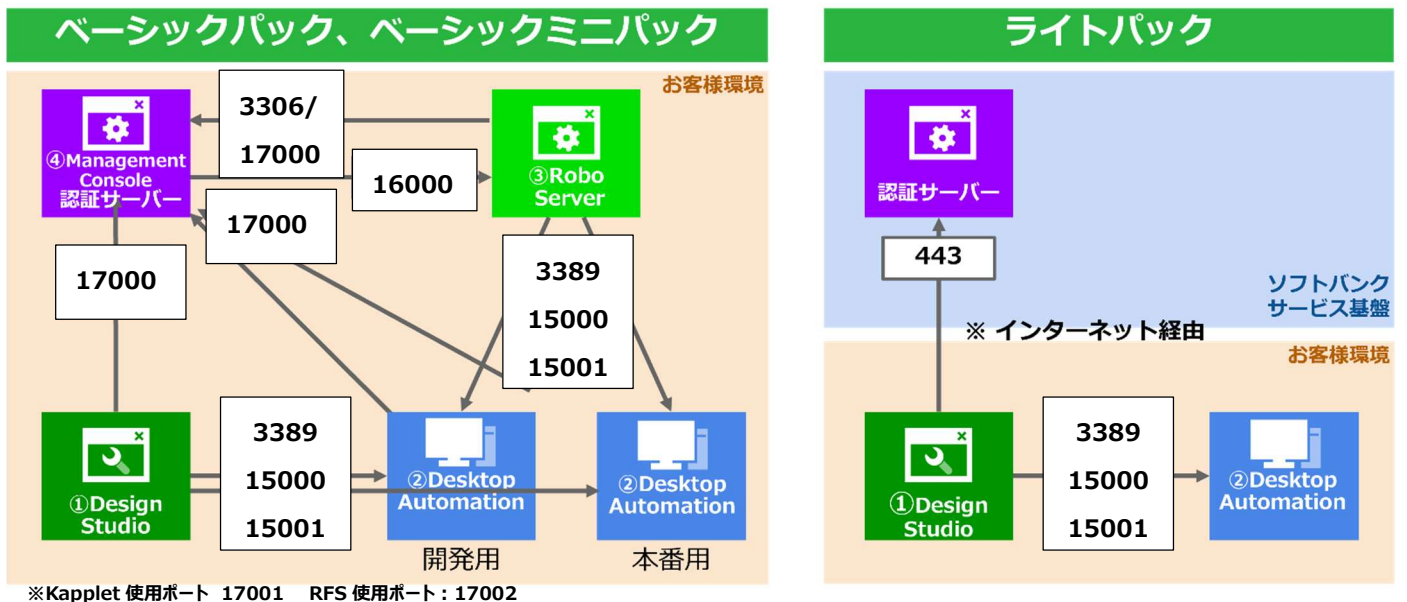 ベーシックパック、ベーシックミニパック
お客様環境
④Management
Console
認証サーバー
3306/
17000
16000
③Robo
Server
17000
17000
3389
15000
15001
①Design
Studio
3389
15000
15001
②Desktop
Automation
開発用
②Desktop
Automation
本番用
※Kapplet 使用ポート 17001 RFS 使用ポート：17002
ライトパック
認証サーバー
443
ソフトバンク
サービス基盤
※ インターネット経由
お客様環境
①Design
Studio
3389
15000
15001
②Desktop
Automation